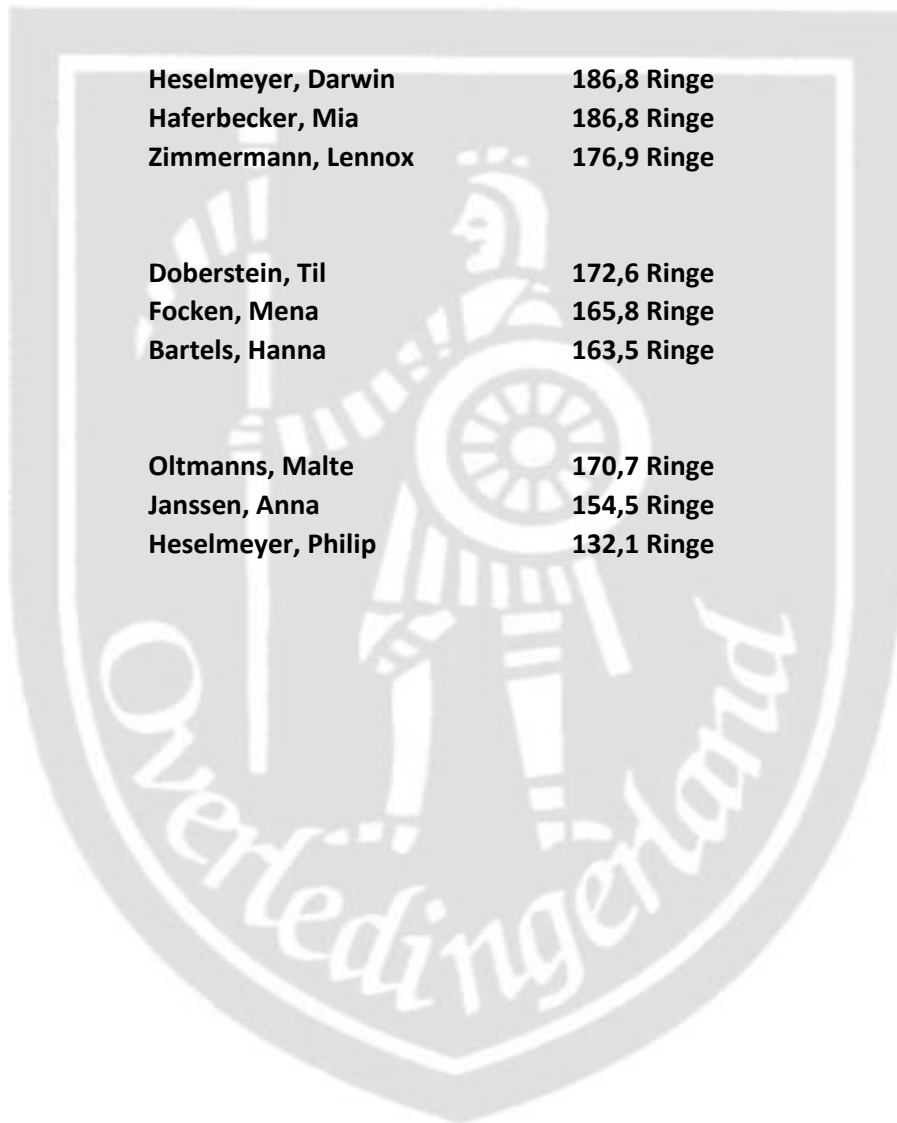 Heselmeyer, Darwin 186,8 Ringe
Haferbecker, Mia 186,8 Ringe
Zimmermann, Lennox 176,9 Ringe
Doberstein, Til 172,6 Ringe
Focken, Mena 165,8 Ringe
Bartels, Hanna 163,5 Ringe
Oltmanns, Malte 170,7 Ringe
Janssen, Anna 154,5 Ringe
Heselmeyer, Philip 132,1 Ringe
Overledingerland